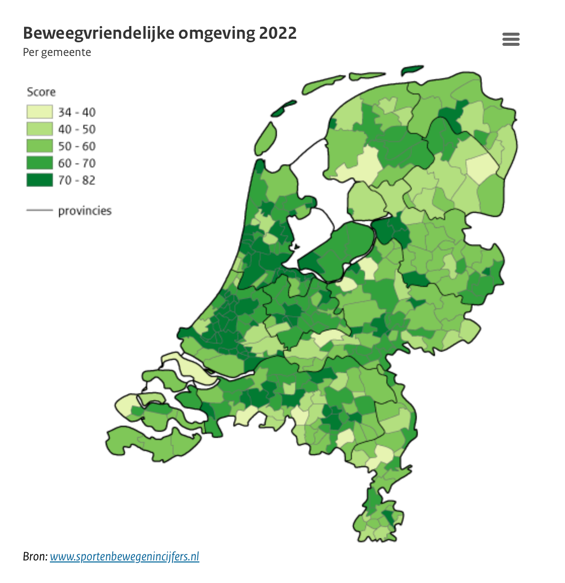 Beweegvriendelijke omgeving 2022
Per gemeente
Score
34 - 40
40 - 50
50 - 60
60 - 70
70 - 82
provincies
Bron: www.sportenbewegenincijfers.nl